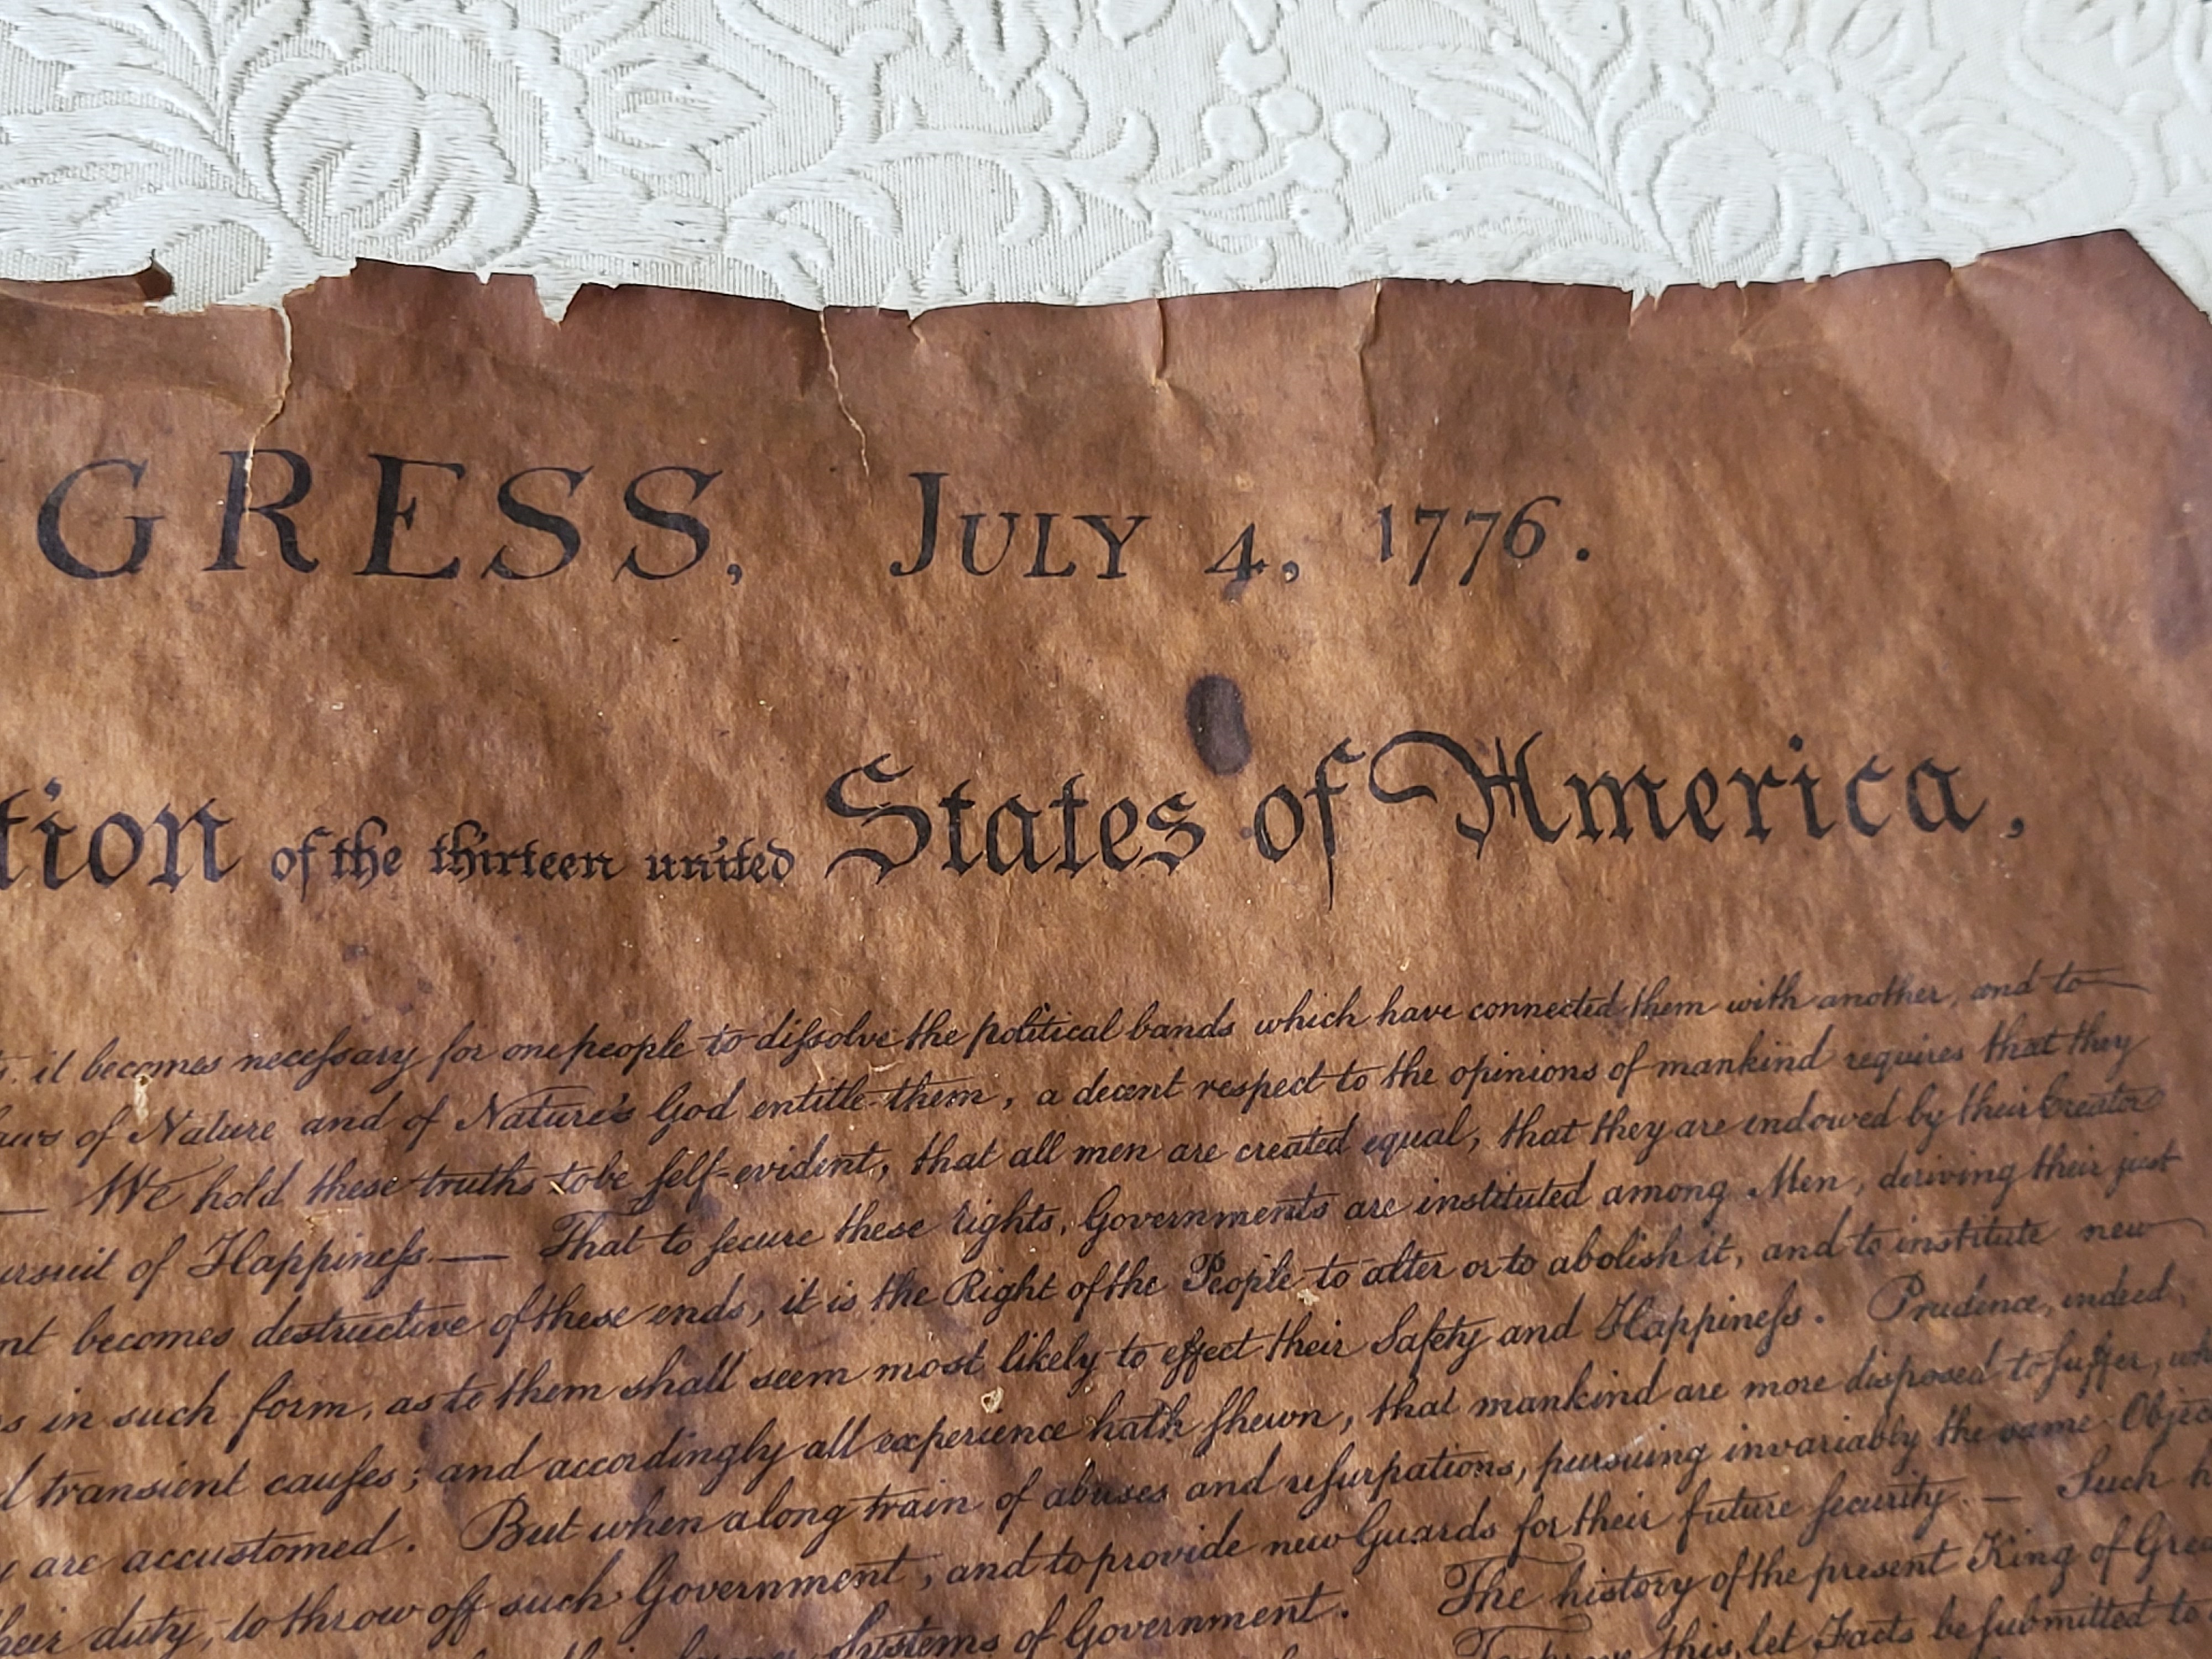 GRESS, JULY 4, 1776.
tion of the thirteen united States of America,
it becomes necessary for one people to dissolve the political bands which have connected them with another, and to
aws of Nature and of Nature's God entitle them, a decent respect to the opinions of mankind requires that they
— We hold these truths to be self-evident, that all men are created equal, that they are endowed by their Creator
ursuit of Happiness.— That to secure these rights, Governments are instituted among Men, deriving their just
nt becomes destructive of these ends, it is the Right of the People to alter or to abolish it, and to institute new
s in such form, as to them shall seem most likely to effect their Safety and Happiness. Prudence, indeed,
d transient causes; and accordingly all experience hath shewn, that mankind are more disposed to suffer, wh
y are accustomed. But when a long train of abuses and usurpations, pursuing invariably the same Objec
heir duty, to throw off such Government, and to provide new Guards for their future security.— Such h
Systems of Government. The history of the present King of Grea
this, let Facts be submitted to